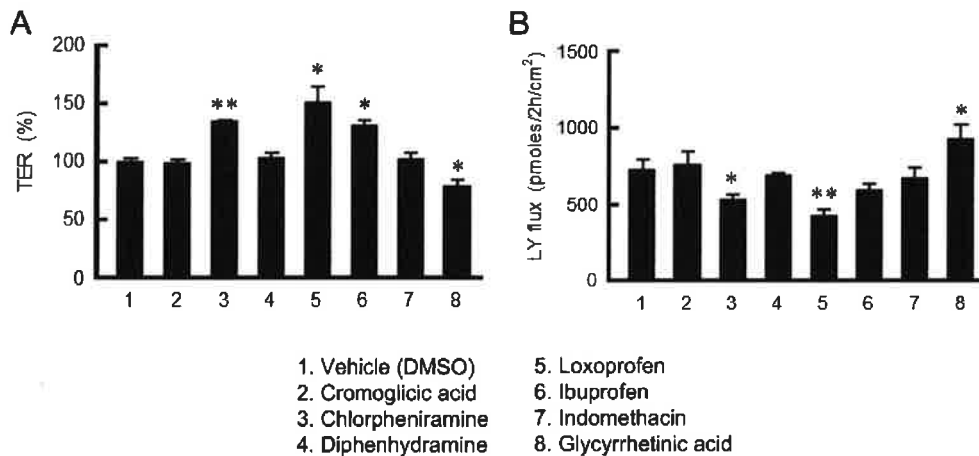 A
B
TER (%)
200
150
100
50
0
** * * *
1 2 3 4 5 6 7 8
LY flux (pmoles/2h/cm²)
1500
1000
500
0
* ** *
1 2 3 4 5 6 7 8
1. Vehicle (DMSO)
2. Cromoglicic acid
3. Chlorpheniramine
4. Diphenhydramine
5. Loxoprofen
6. Ibuprofen
7. Indomethacin
8. Glycyrrhetinic acid